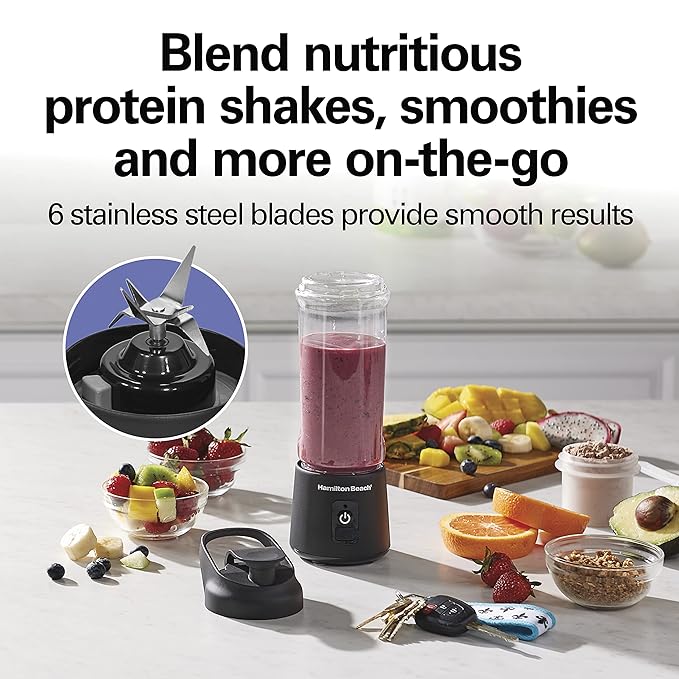 Blend nutritious
protein shakes, smoothies
and more on-the-go
6 stainless steel blades provide smooth results
Hamilton Beach